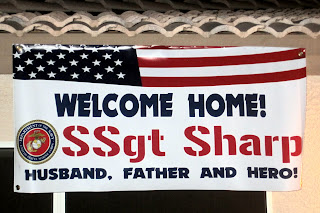 WELCOME HOME!
SSgt Sharp
HUSBAND, FATHER AND HERO!